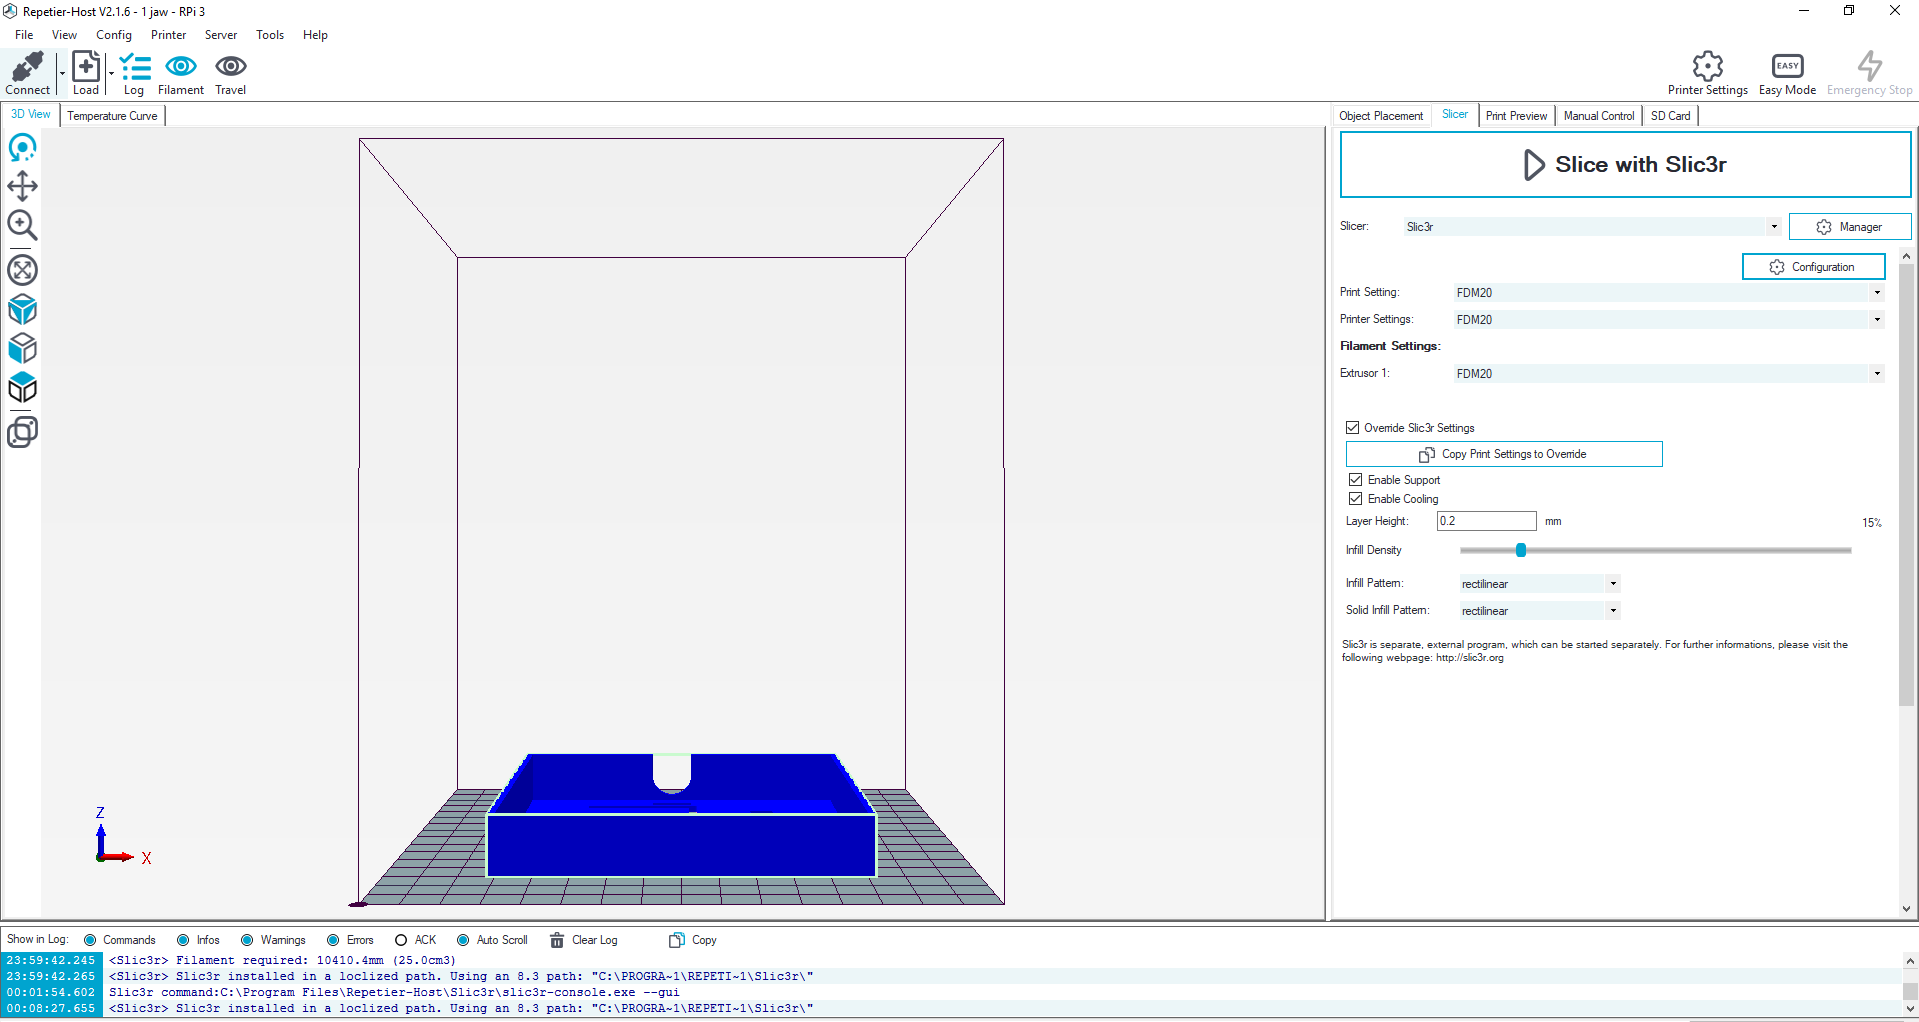 Repetier-Host V2.1.6 - 1 jaw - RPi 3
File View Config Printer Server Tools Help
Connect Load Log Filament Travel
EASY
Printer Settings Easy Mode Emergency Stop
3D View Temperature Curve
Object Placement Slicer Print Preview Manual Control SD Card
Slice with Slic3r
Slicer: Slic3r Manager
Configuration
Print Setting: FDM20
Printer Settings: FDM20
Filament Settings:
Extrusor 1: FDM20
Override Slic3r Settings
Copy Print Settings to Override
Enable Support
Enable Cooling
Layer Height: 0.2 mm 15%
Infill Density
Infill Pattern: rectilinear
Solid Infill Pattern: rectilinear
Slic3r is separate, external program, which can be started separately. For further informations, please visit the
following webpage: http://slic3r.org
Z
X
Show in Log: Commands Infos Warnings Errors ACK Auto Scroll Clear Log Copy
23:59:42.245 <Slic3r> Filament required: 10410.4mm (25.0cm3)
23:59:42.265 <Slic3r> Slic3r installed in a loclized path. Using an 8.3 path: "C:\PROGRA~1\REPETI~1\Slic3r\"
00:01:54.602 Slic3r command:C:\Program Files\Repetier-Host\Slic3r\slic3r-console.exe --gui
00:08:27.655 <Slic3r> Slic3r installed in a loclized path. Using an 8.3 path: "C:\PROGRA~1\REPETI~1\Slic3r\"